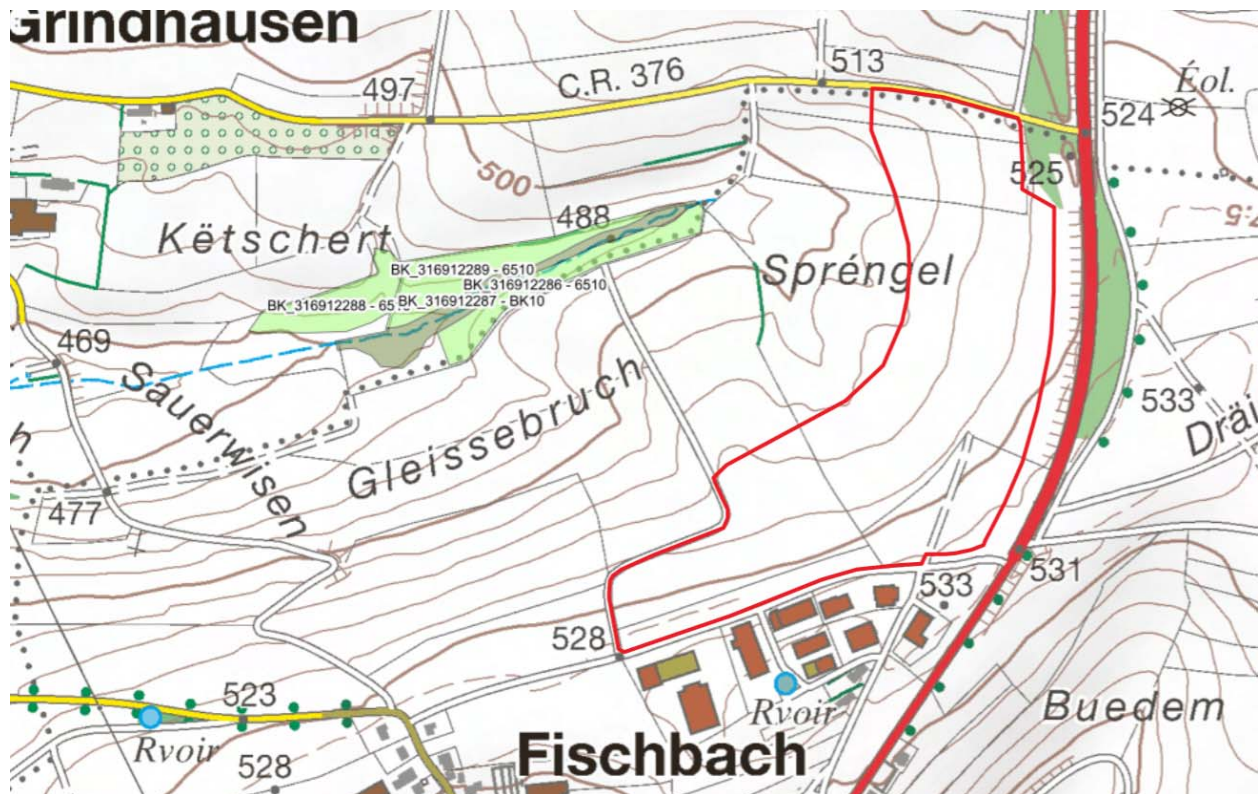 Grindhausen
C.R. 376
513
497
524
Éol.
525
500
Këtschert
488
Spréngel
BK_316912289 - 6510
BK_316912286 - 6510
BK_316912287 - BK10
469
Sauerwisen
Gleissebruch
533
477
531
533
528
523
Rvoir
528
Rvoir
Buedem
Fischbach